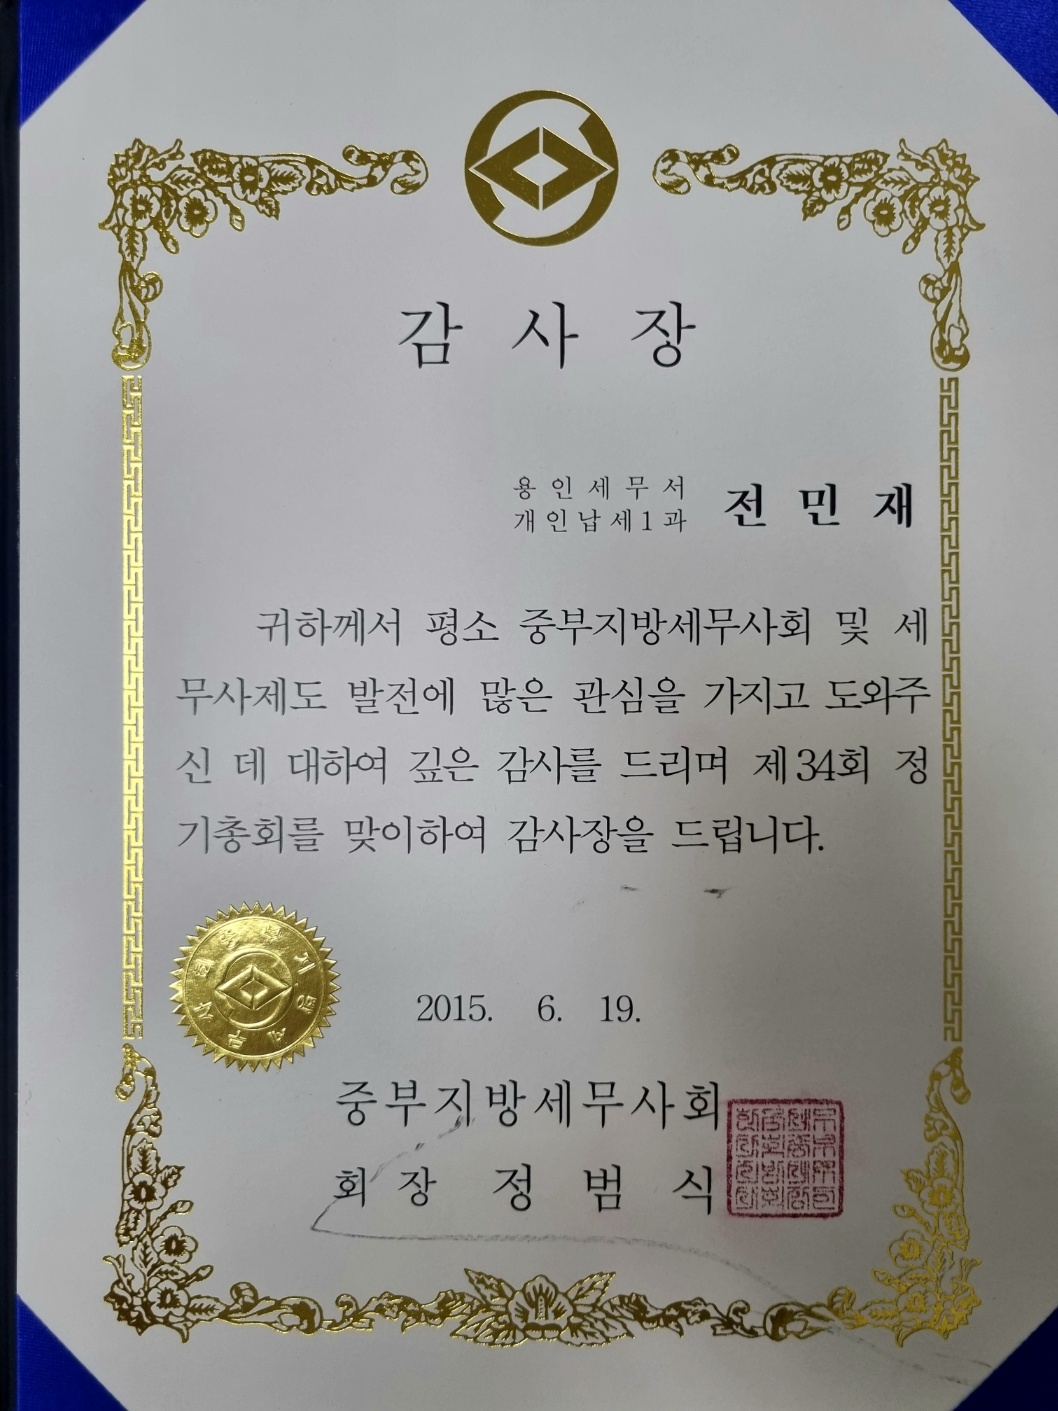 감 사 장
용 인 세 무 서
개 인 납 세 1 과
전 민 재
귀하께서 평소 중부지방세무사회 및 세
무사제도 발전에 많은 관심을 가지고 도와주
신 데 대하여 깊은 감사를 드리며 제34회 정
기총회를 맞이하여 감사장을 드립니다.
2015. 6. 19.
중부지방세무사회
회 장 정 범 식